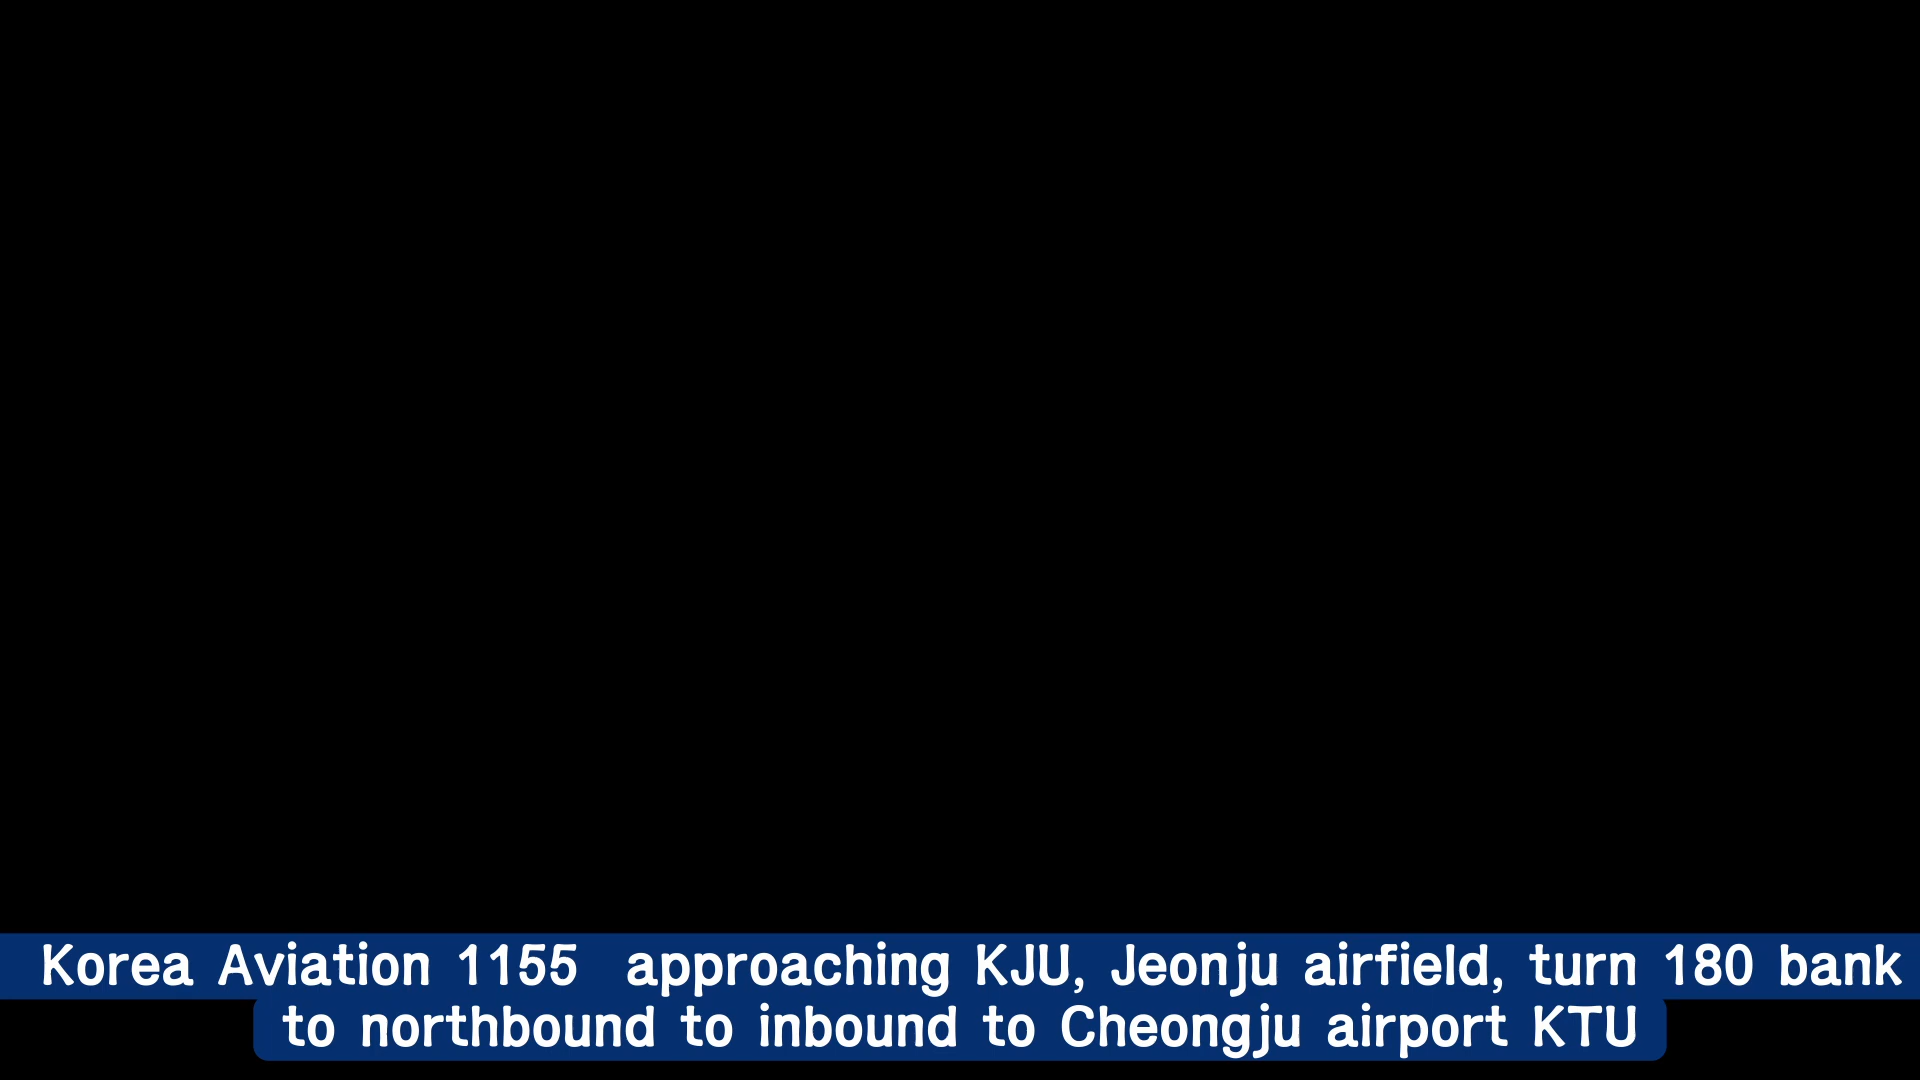 Korea Aviation 1155  approaching KJU, Jeonju airfield, turn 180 bank
to northbound to inbound to Cheongju airport KTU